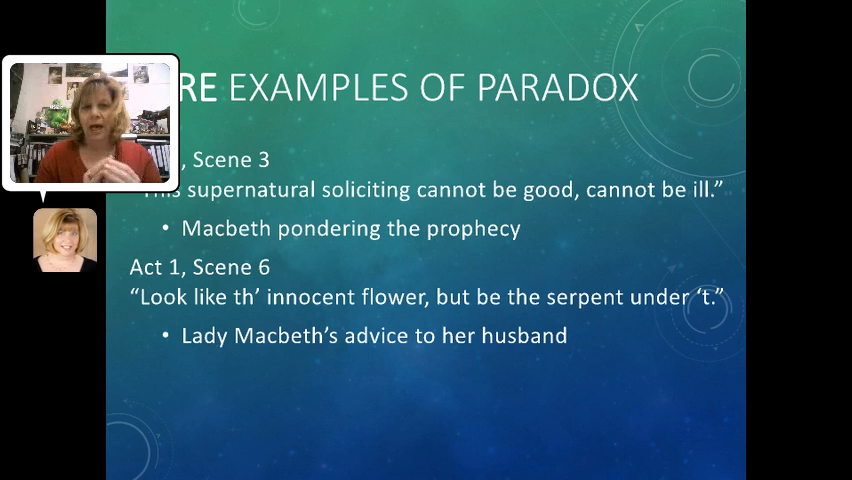 RE EXAMPLES OF PARADOX
, Scene 3
supernatural soliciting cannot be good, cannot be ill.”
• Macbeth pondering the prophecy
Act 1, Scene 6
“Look like th’ innocent flower, but be the serpent under ‘t.”
• Lady Macbeth’s advice to her husband